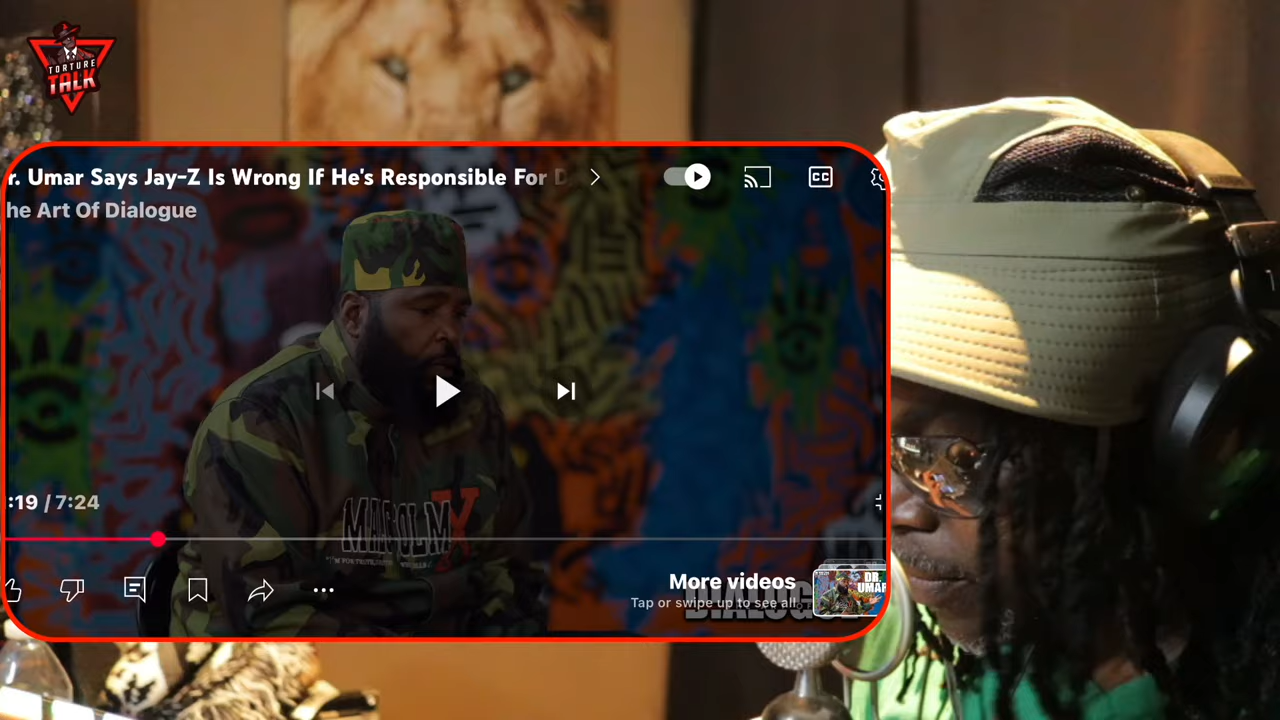 TORTURE
TALK
r. Umar Says Jay-Z Is Wrong If He's Responsible For D
he Art Of Dialogue
CC
:19 / 7:24
MALCOLM X
More videos
Tap or swipe up to see all.
DR.
UMAR
DIALOGUE